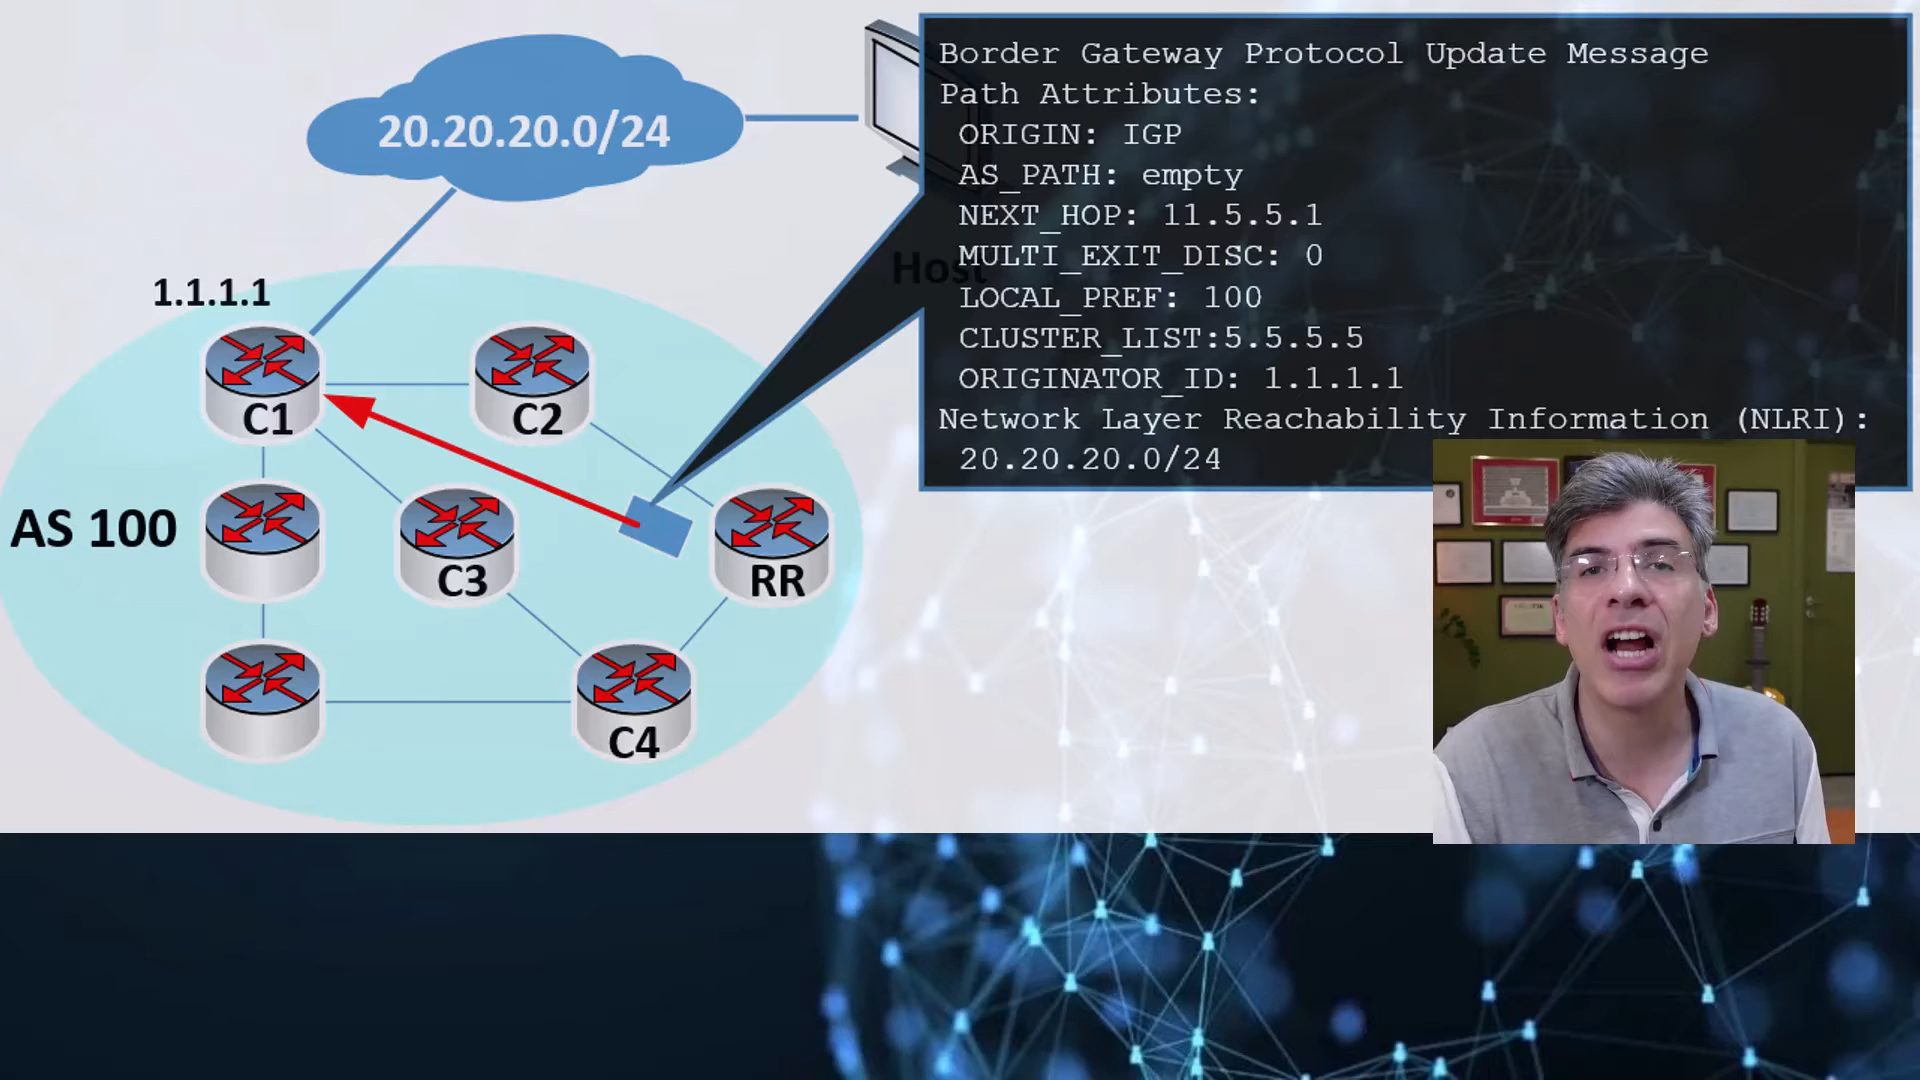 20.20.20.0/24
Host
1.1.1.1
C1
C2
AS 100
C3
RR
C4
Border Gateway Protocol Update Message
Path Attributes:
ORIGIN: IGP
AS_PATH: empty
NEXT_HOP: 11.5.5.1
MULTI_EXIT_DISC: 0
LOCAL_PREF: 100
CLUSTER_LIST:5.5.5.5
ORIGINATOR_ID: 1.1.1.1
Network Layer Reachability Information (NLRI):
20.20.20.0/24